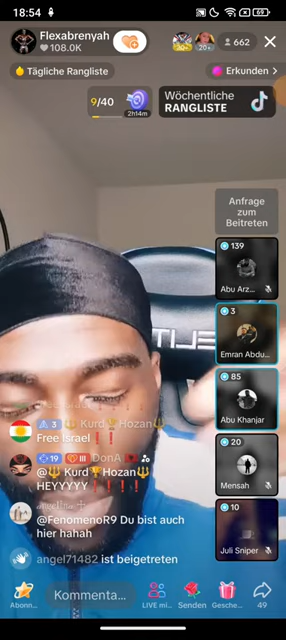 18:54
69
Flexabrenyah
108.0K
20+
20+
662
Tägliche Rangliste
Erkunden >
9/40
2h14m
Wöchentliche
RANGLISTE
Anfrage
zum
Beitreten
139
Abu Arz...
3
Emran Abdu...
85
Abu Khanjar
20
Mensah
10
Juli Sniper
3 🔱 Kurd🏆Hozan🔱
Free Israel❗❗
19 III DonA
@🔱 Kurd🏆Hozan🔱
HEYYYYY❗❗❗❗
@FenomenoR9 Du bist auch
hier hahah
angel71482 ist beigetreten
Abonn...
Kommenta...
LIVE mi...
Senden
Gesche...
49